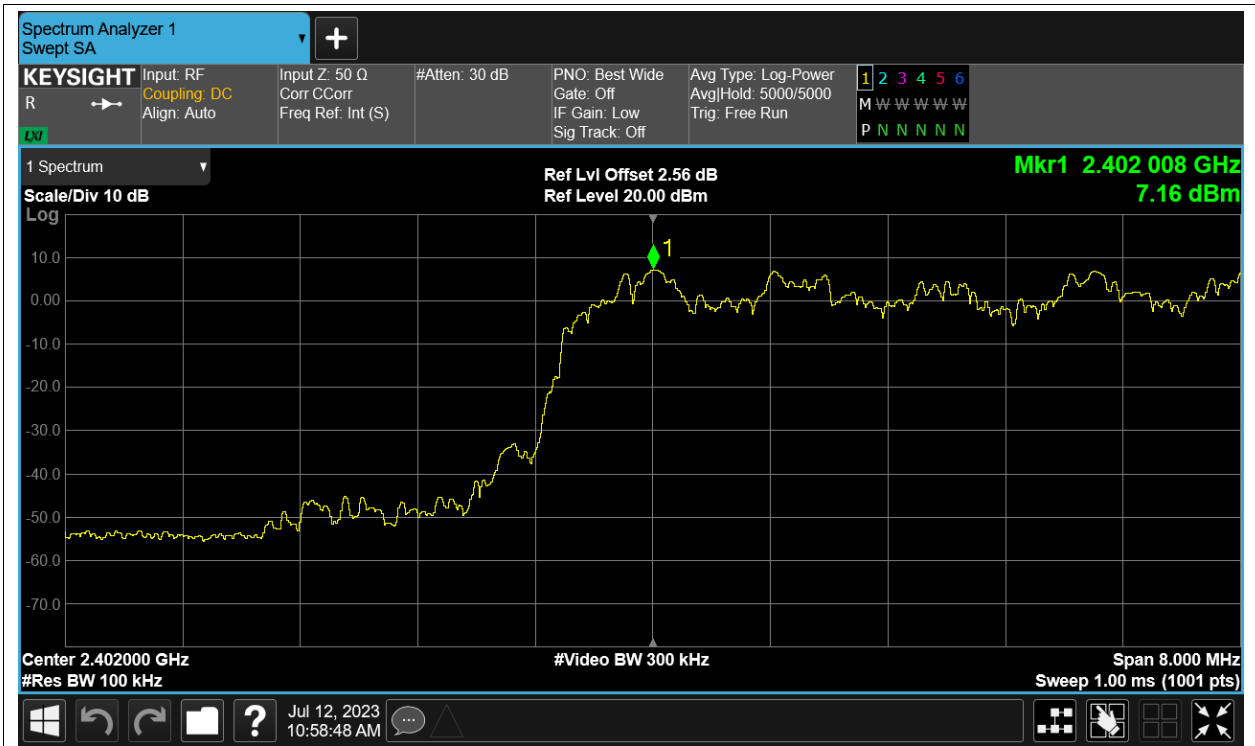 Spectrum Analyzer 1
Swept SA
KEYSIGHT
R
LXI
Input: RF
Coupling: DC
Align: Auto
Input Z: 50 Ω
Corr CCorr
Freq Ref: Int (S)
#Atten: 30 dB
PNO: Best Wide
Gate: Off
IF Gain: Low
Sig Track: Off
Avg Type: Log-Power
Avg|Hold: 5000/5000
Trig: Free Run
1 2 3 4 5 6
M W W W W W W
P N N N N N N
1 Spectrum
Scale/Div 10 dB
Ref Lvl Offset 2.56 dB
Ref Level 20.00 dBm
Mkr1 2.402 008 GHz
7.16 dBm
Log
1
10.0
0.00
-10.0
-20.0
-30.0
-40.0
-50.0
-60.0
-70.0
Center 2.402000 GHz
#Video BW 300 kHz
Span 8.000 MHz
#Res BW 100 kHz
Sweep 1.00 ms (1001 pts)
?
Jul 12, 2023
10:58:48 AM